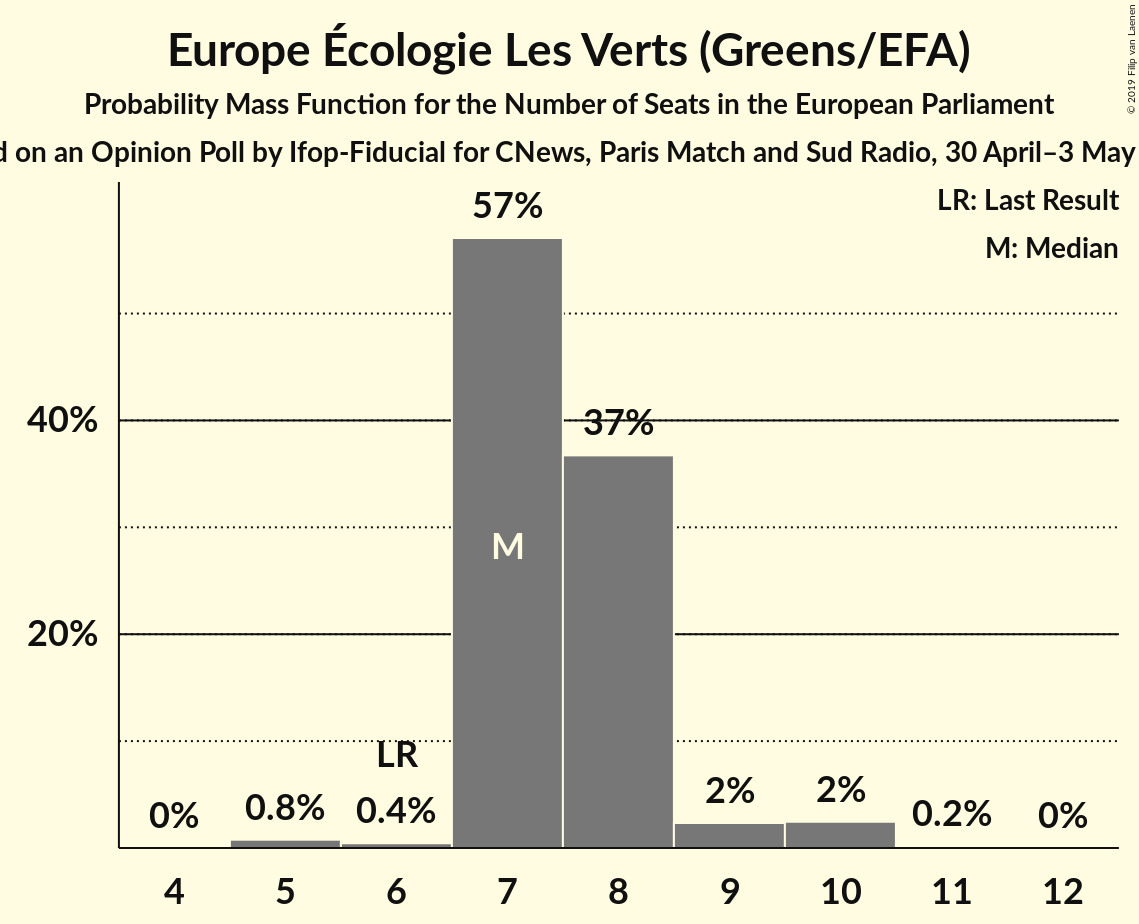 Europe Écologie Les Verts (Greens/EFA)
Probability Mass Function for the Number of Seats in the European Parliament
on an Opinion Poll by Ifop-Fiducial for CNews, Paris Match and Sud Radio, 30 April–3 May
© 2019 Filip van Laenen
LR: Last Result
M: Median
57%
40%
37%
M
20%
LR
0% 0.8% 0.4% 2% 2% 0.2% 0%
4 5 6 7 8 9 10 11 12